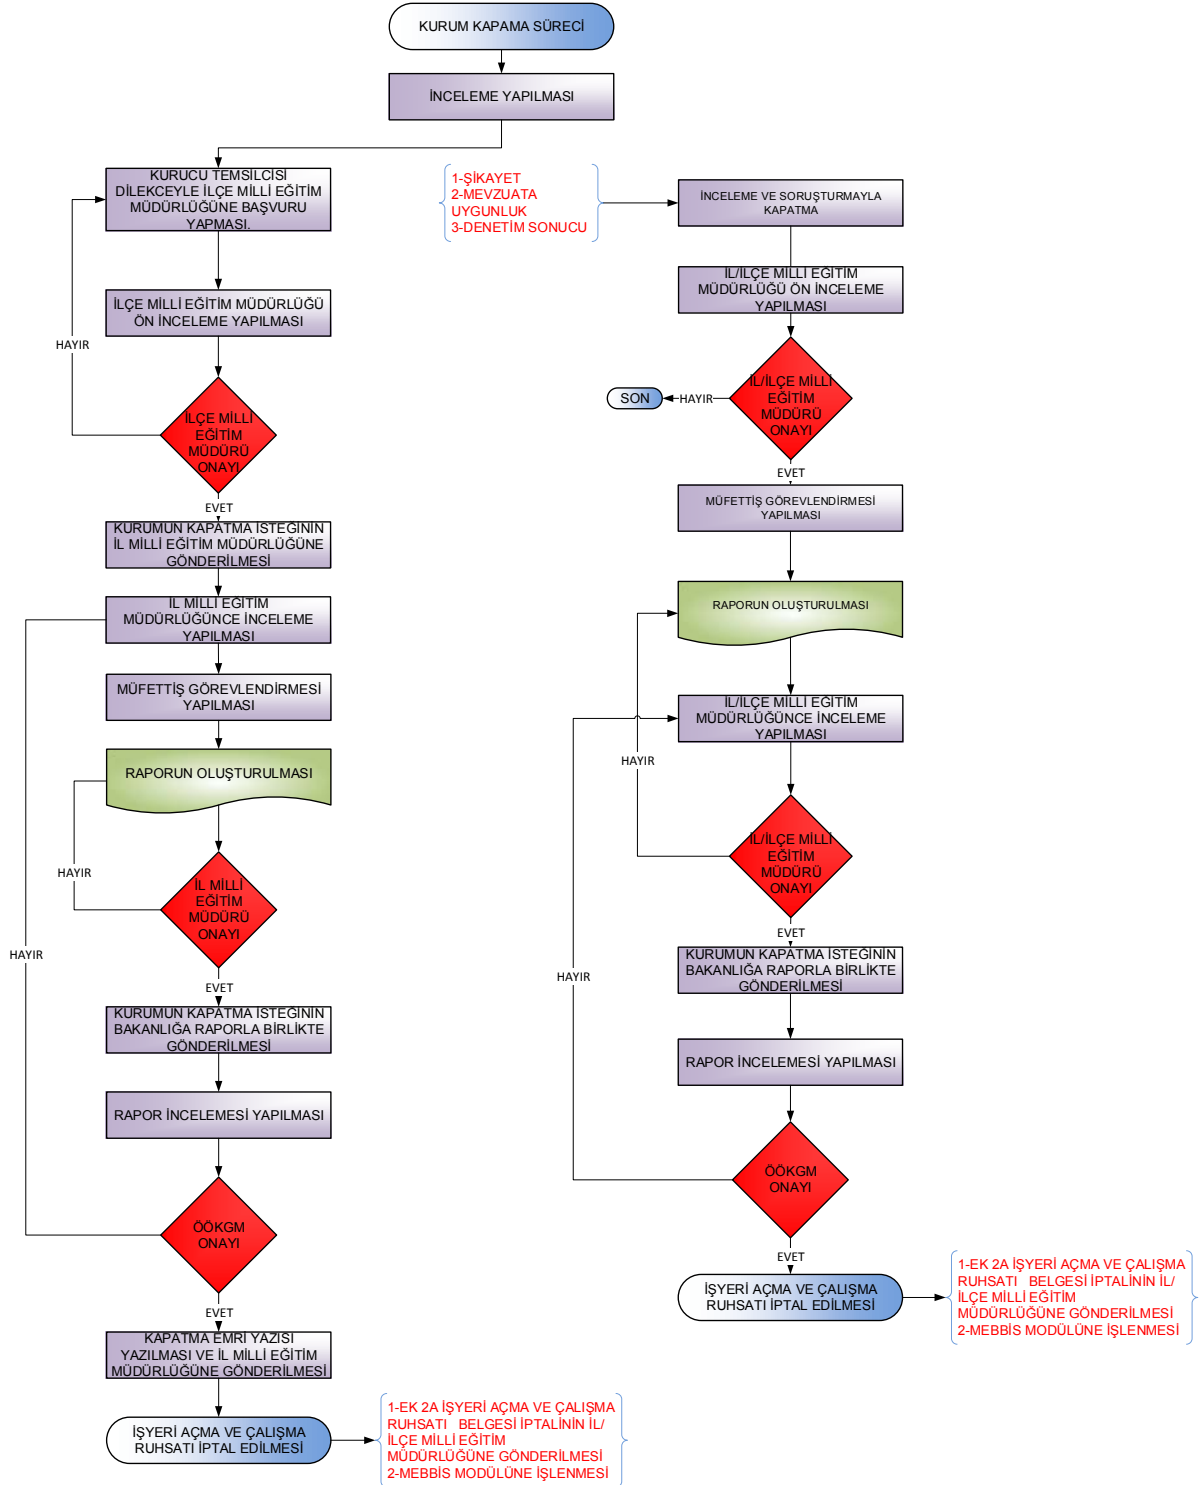 KURUM KAPAMA SÜRECİ
İNCELEME YAPILMASI
KURUCU TEMSİLCİSİ
DİLEKCEYLE İLÇE MİLLİ EĞİTİM
MÜDÜRLÜĞÜNE BAŞVURU
YAPMASI.
İLÇE MİLLİ EĞİTİM MÜDÜRLÜĞÜ
ÖN İNCELEME YAPILMASI
HAYIR
İLÇE MİLLİ
EĞİTİM
MÜDÜRÜ
ONAYI
EVET
KURUMUN KAPATMA İSTEĞİNİN
İL MİLLİ EĞİTİM MÜDÜRLÜĞÜNE
GÖNDERİLMESİ
İL MİLLİ EĞİTİM
MÜDÜRLÜĞÜNCE İNCELEME
YAPILMASI
MÜFETTİŞ GÖREVLENDİRMESİ
YAPILMASI
RAPORUN OLUŞTURULMASI
HAYIR
İL MİLLİ
EĞİTİM
MÜDÜRÜ
ONAYI
HAYIR
EVET
KURUMUN KAPATMA İSTEĞİNİN
BAKANLIĞA RAPORLA BİRLİKTE
GÖNDERİLMESİ
RAPOR İNCELEMESİ YAPILMASI
ÖÖKGM
ONAYI
EVET
KAPATMA EMRİ YAZISI
YAZILMASI VE İL MİLLİ EĞİTİM
MÜDÜRLÜĞÜNE GÖNDERİLMESİ
İŞYERİ AÇMA VE ÇALIŞMA
RUHSATI İPTAL EDİLMESİ
1-EK 2A İŞYERİ AÇMA VE ÇALIŞMA
RUHSATI   BELGESİ İPTALİNİN İL/
İLÇE MİLLİ EĞİTİM
MÜDÜRLÜĞÜNE GÖNDERİLMESİ
2-MEBBİS MODÜLÜNE İŞLENMESİ
1-ŞİKAYET
2-MEVZUATA
UYGUNLUK
3-DENETİM SONUCU
İNCELEME VE SORUŞTURMAYLA
KAPATMA
İL/İLÇE MİLLİ EĞİTİM
MÜDÜRLÜĞÜ ÖN İNCELEME
YAPILMASI
İL/İLÇE MİLLİ
EĞİTİM
MÜDÜRÜ
ONAYI
HAYIR
SON
EVET
MÜFETTİŞ GÖREVLENDİRMESİ
YAPILMASI
RAPORUN OLUŞTURULMASI
İL/İLÇE MİLLİ EĞİTİM
MÜDÜRLÜĞÜNCE İNCELEME
YAPILMASI
HAYIR
İL/İLÇE MİLLİ
EĞİTİM
MÜDÜRÜ
ONAYI
EVET
KURUMUN KAPATMA İSTEĞİNİN
BAKANLIĞA RAPORLA BİRLİKTE
GÖNDERİLMESİ
HAYIR
RAPOR İNCELEMESİ YAPILMASI
ÖÖKGM
ONAYI
EVET
İŞYERİ AÇMA VE ÇALIŞMA
RUHSATI İPTAL EDİLMESİ
1-EK 2A İŞYERİ AÇMA VE ÇALIŞMA
RUHSATI   BELGESİ İPTALİNİN İL/
İLÇE MİLLİ EĞİTİM
MÜDÜRLÜĞÜNE GÖNDERİLMESİ
2-MEBBİS MODÜLÜNE İŞLENMESİ